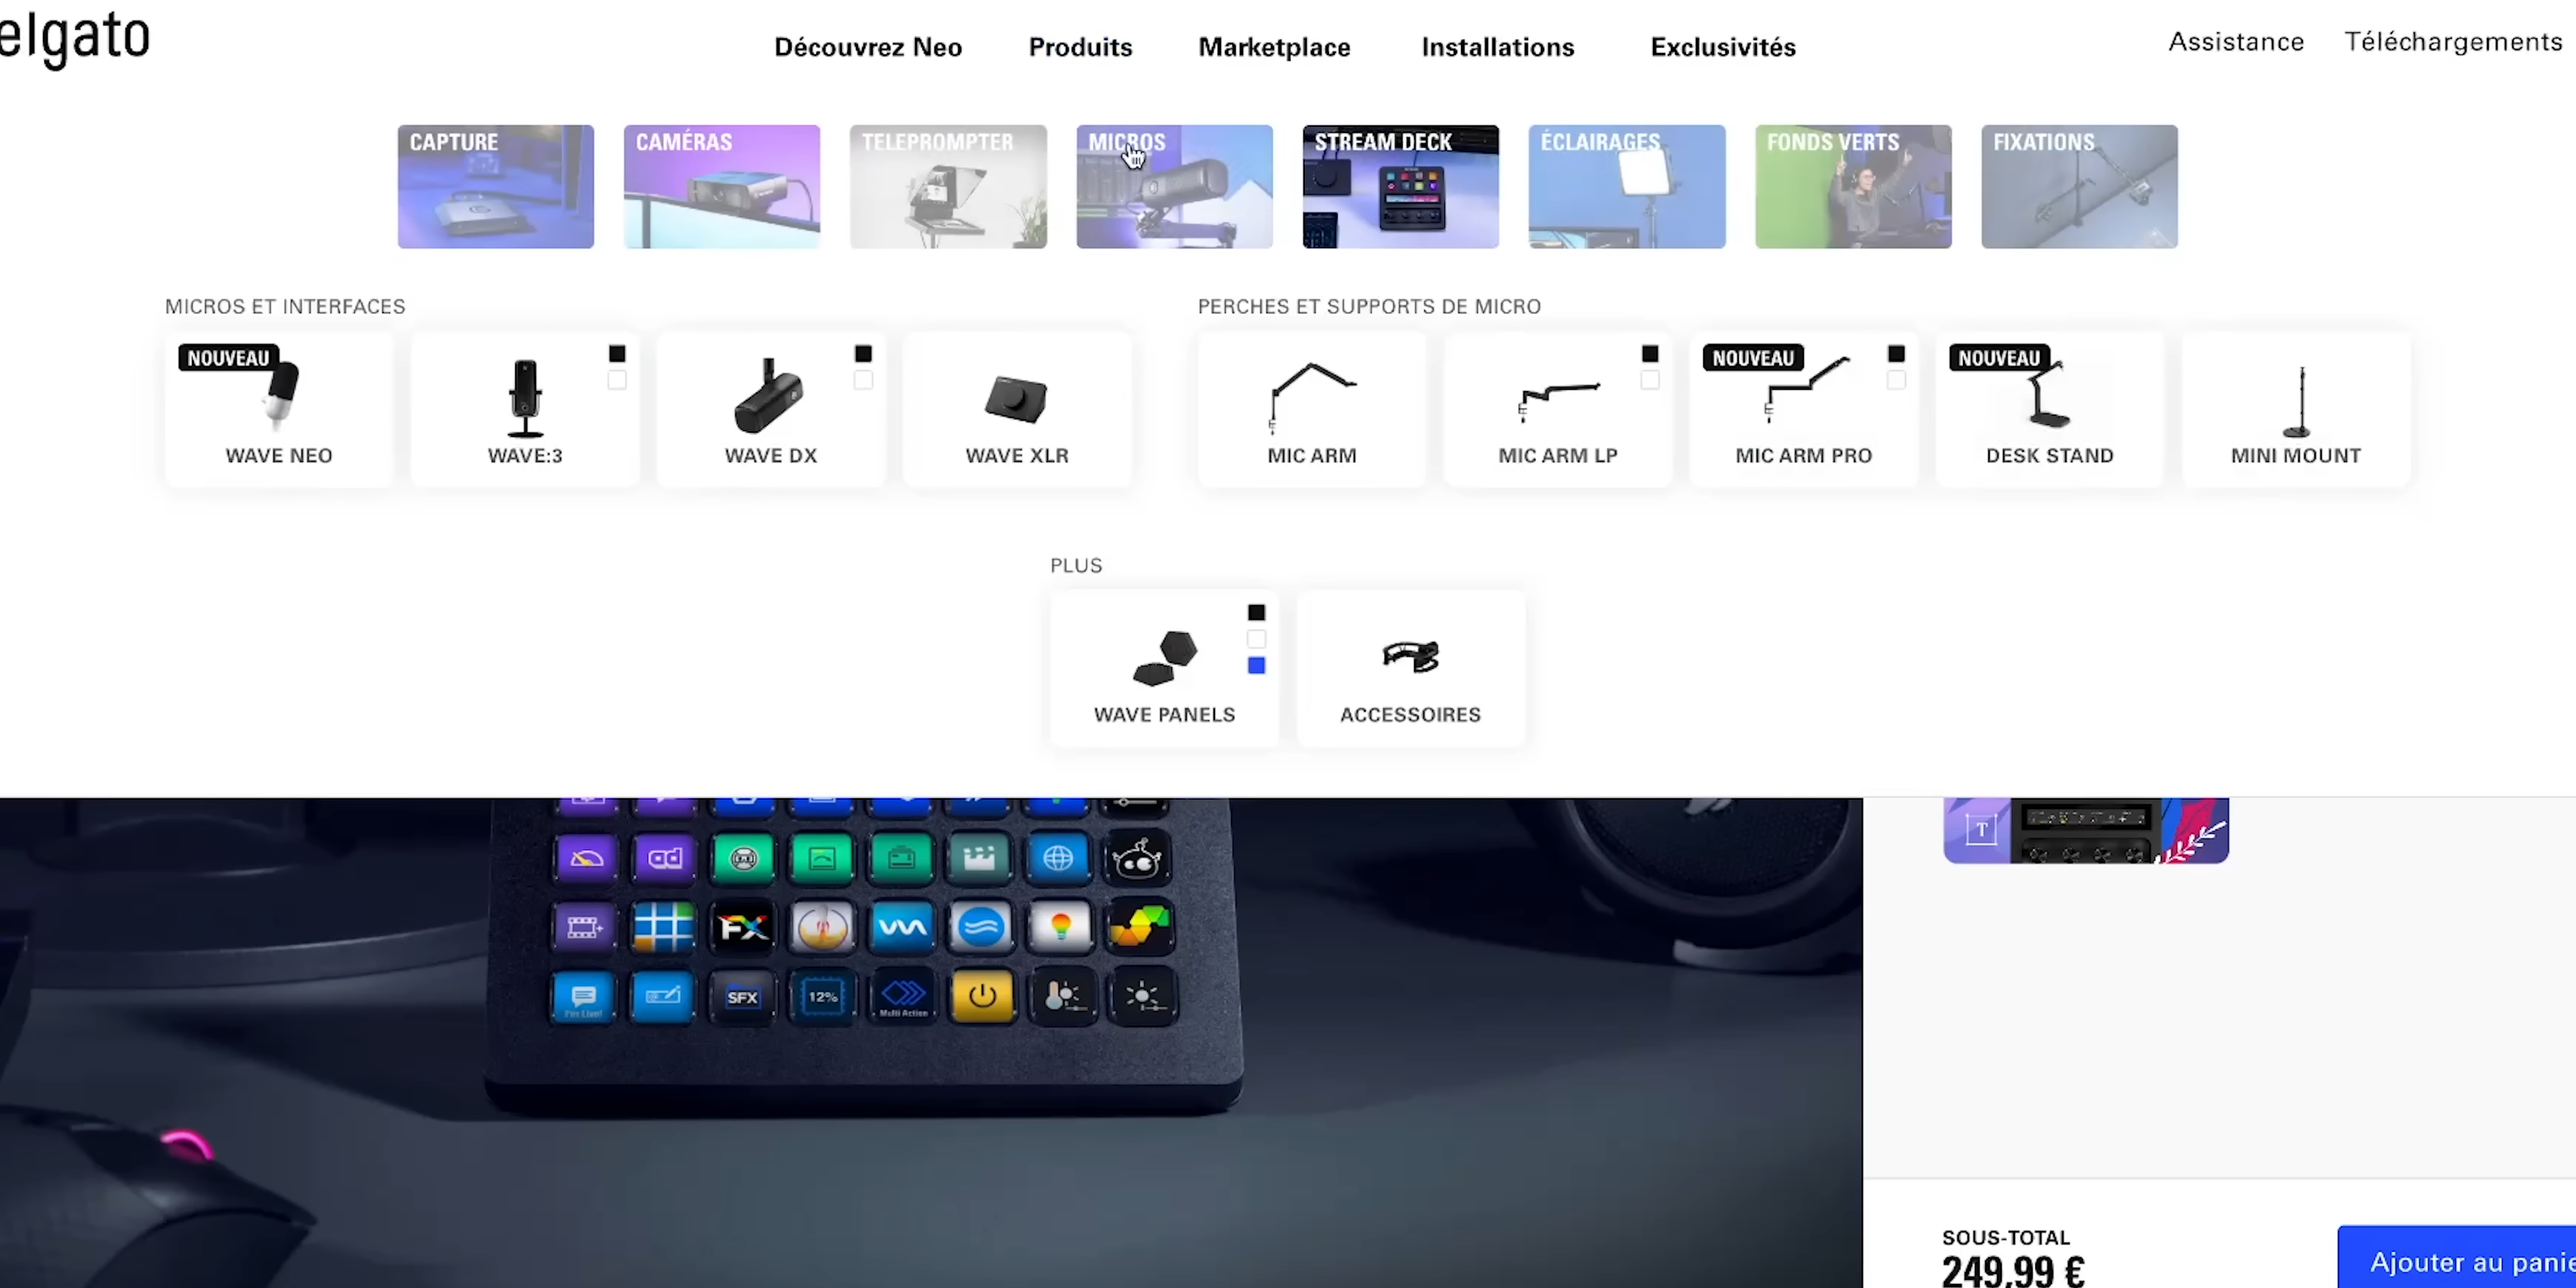 elgato
Découvrez Neo
Produits
Marketplace
Installations
Exclusivités
Assistance
Téléchargements
CAPTURE
CAMÉRAS
TELEPROMPTER
MICROS
STREAM DECK
ÉCLAIRAGES
FONDS VERTS
FIXATIONS
MICROS ET INTERFACES
NOUVEAU
WAVE NEO
WAVE:3
WAVE DX
WAVE XLR
PERCHES ET SUPPORTS DE MICRO
MIC ARM
MIC ARM LP
NOUVEAU
MIC ARM PRO
NOUVEAU
DESK STAND
MINI MOUNT
PLUS
WAVE PANELS
ACCESSOIRES
T
FX
I'm Live!
SFX
12%
Multi Action
SOUS-TOTAL
249,99 €
Ajouter au panie